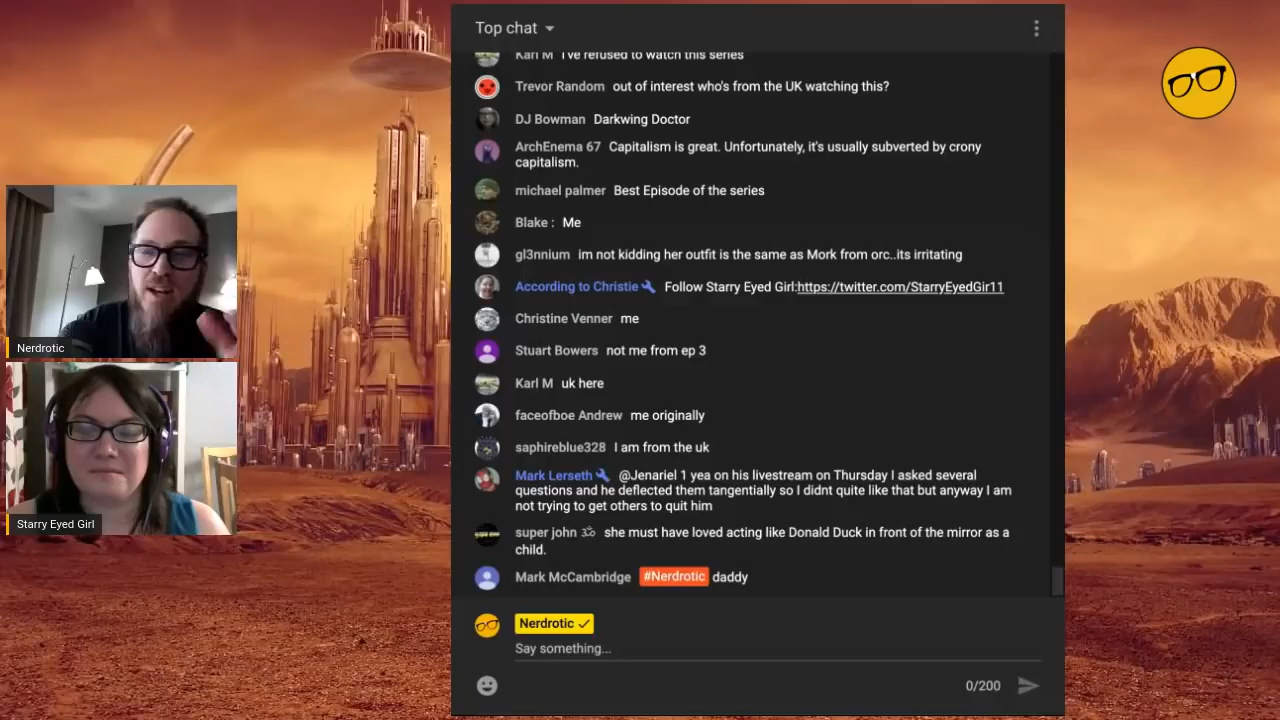 Top chat
Karl M I've refused to watch this series
Trevor Random out of interest who's from the UK watching this?
DJ Bowman Darkwing Doctor
ArchEnema 67 Capitalism is great. Unfortunately, it's usually subverted by crony
capitalism.
michael palmer Best Episode of the series
Blake : Me
gl3nnium im not kidding her outfit is the same as Mork from orc..its irritating
According to Christie Follow Starry Eyed Girl:https://twitter.com/StarryEyedGir11
Christine Venner me
Stuart Bowers not me from ep 3
Karl M uk here
faceofboe Andrew me originally
saphireblue328 I am from the uk
Mark Lerseth @Jenariel 1 yea on his livestream on Thursday I asked several
questions and he deflected them tangentially so I didnt quite like that but anyway I am
not trying to get others to quit him
super john ॐ she must have loved acting like Donald Duck in front of the mirror as a
child.
Mark McCambridge #Nerdrotic daddy
Nerdrotic
Say something...
0/200
Nerdrotic
Starry Eyed Girl